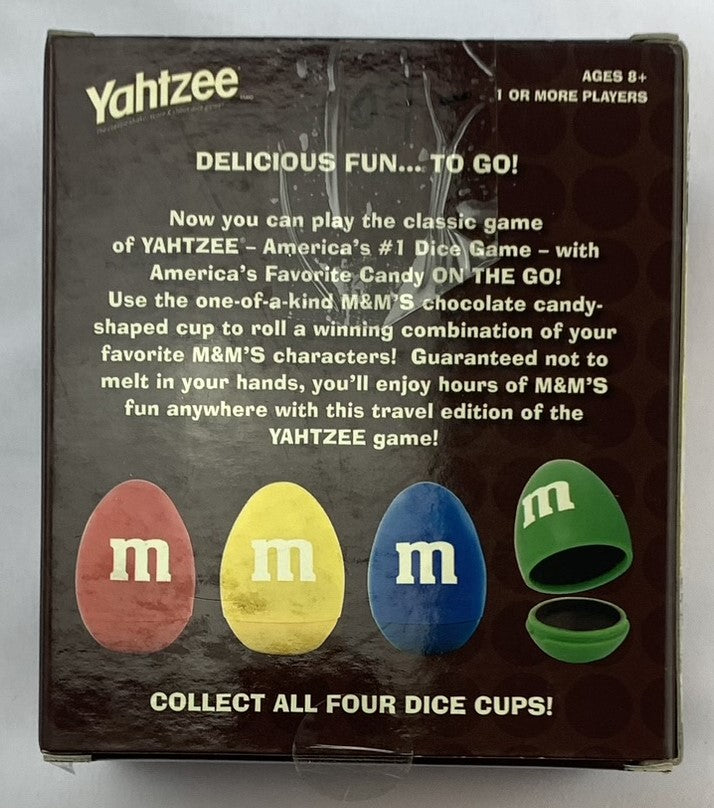 Yahtzee
AGES 8+
1 OR MORE PLAYERS
DELICIOUS FUN... TO GO!
Now you can play the classic game
of YAHTZEE® – America's #1 Dice Game – with
America's Favorite Candy ON THE GO!
Use the one-of-a-kind M&M'S chocolate candy-
shaped cup to roll a winning combination of your
favorite M&M'S characters! Guaranteed not to
melt in your hands, you'll enjoy hours of M&M'S
fun anywhere with this travel edition of the
YAHTZEE game!
m m m m
COLLECT ALL FOUR DICE CUPS!